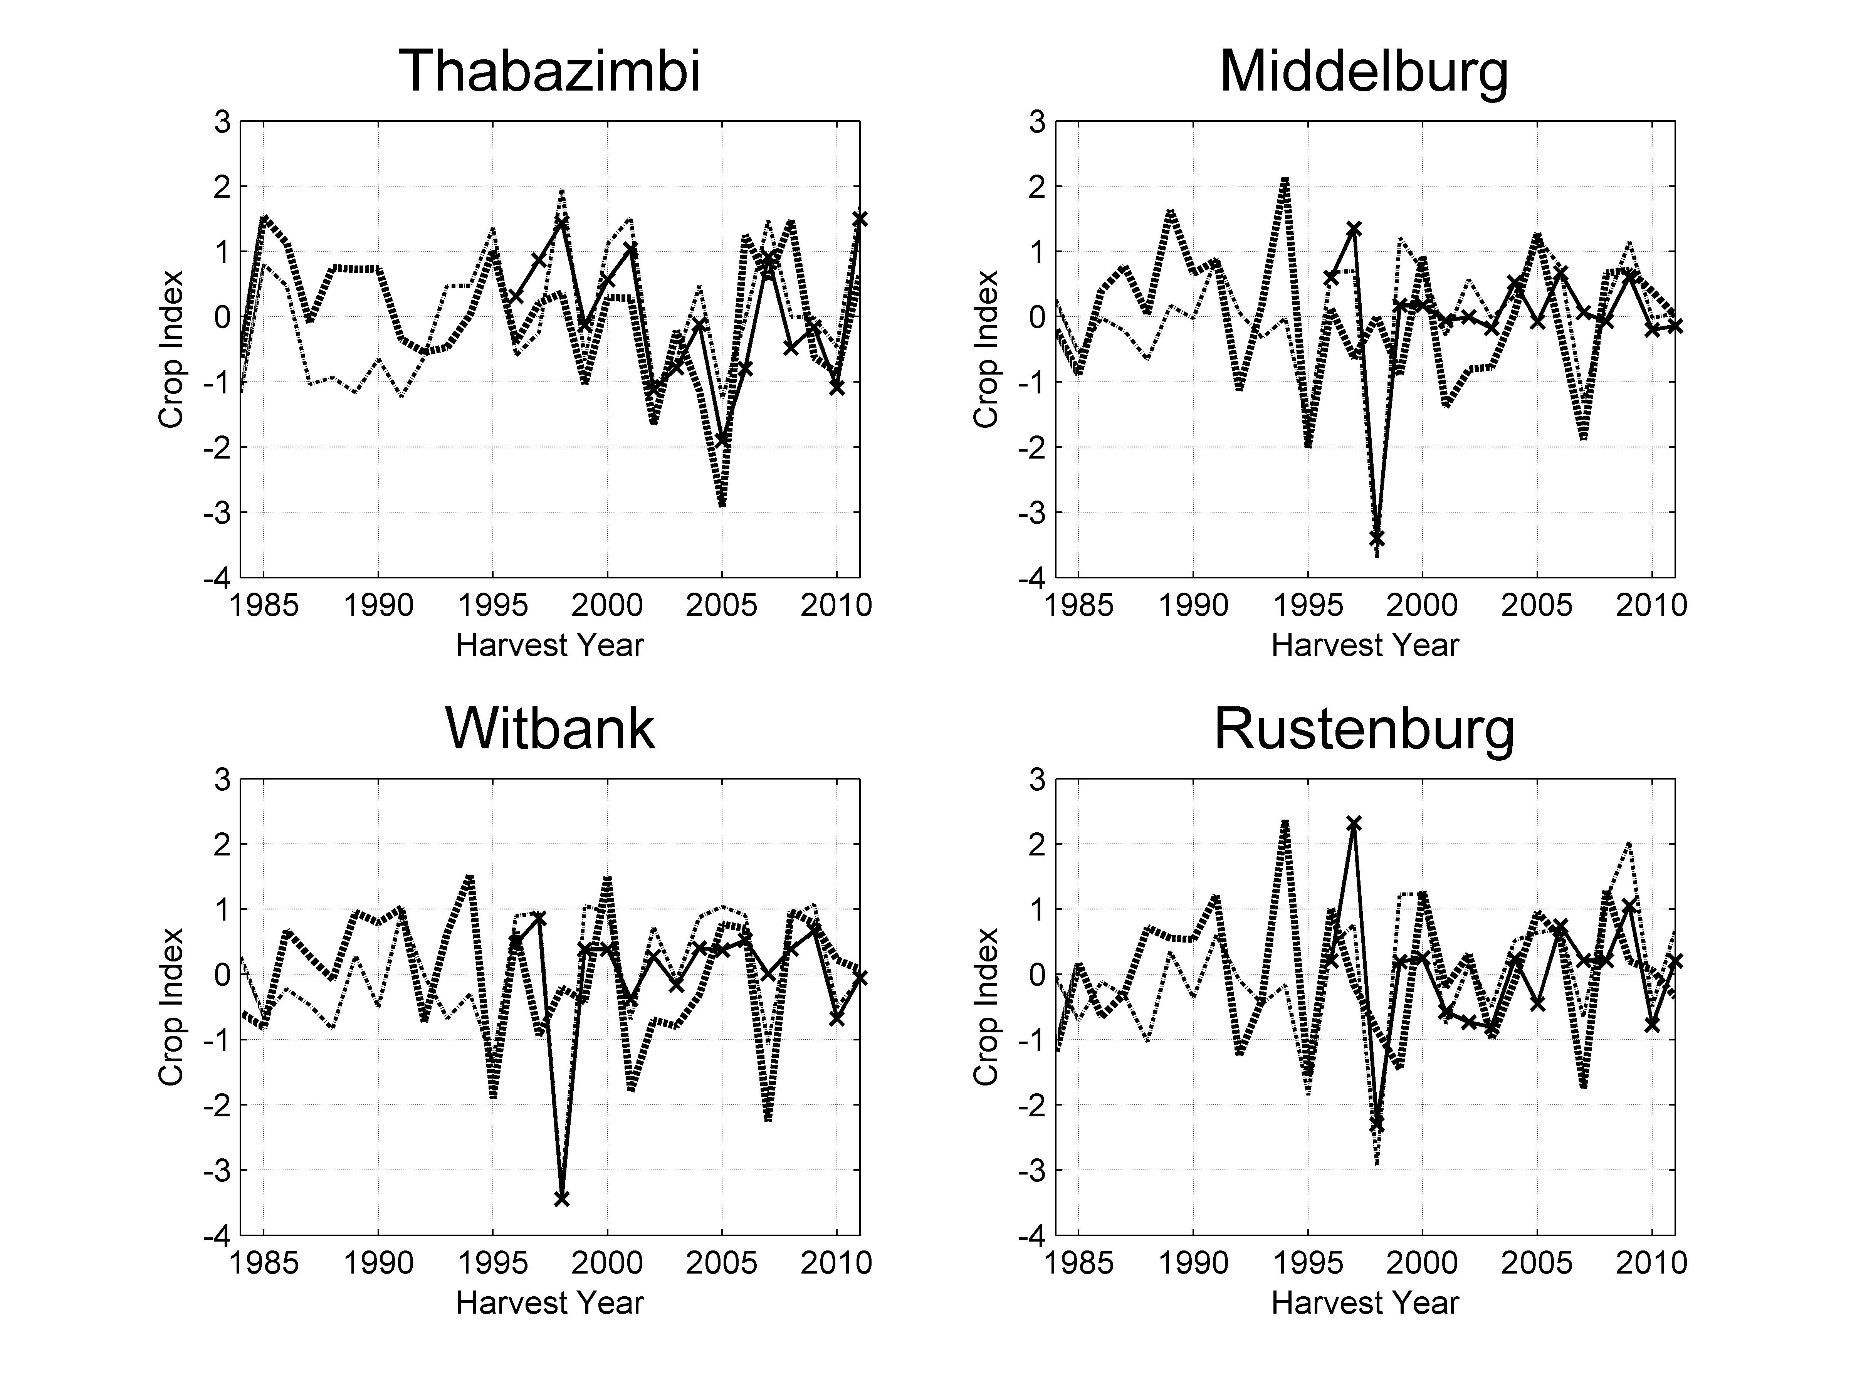 Thabazimbi
3
2
1
0
-1
-2
-3
-4
Crop Index
1985 1990 1995 2000 2005 2010
Harvest Year
Middelburg
3
2
1
0
-1
-2
-3
-4
Crop Index
1985 1990 1995 2000 2005 2010
Harvest Year
Witbank
3
2
1
0
-1
-2
-3
-4
Crop Index
1985 1990 1995 2000 2005 2010
Harvest Year
Rustenburg
3
2
1
0
-1
-2
-3
-4
Crop Index
1985 1990 1995 2000 2005 2010
Harvest Year